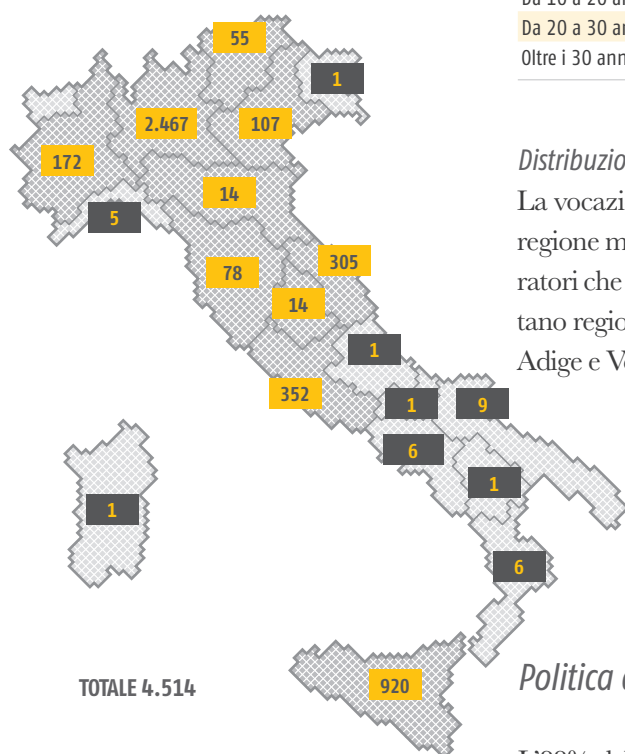 55
1
2.467
107
172
14
5
305
78
14
1
352
1
9
6
1
1
6
920
TOTALE 4.514
Da 20 a 30
Oltre i 30
Distribuzio
La vocazi
regione m
ratori che
tano regio
Adige e V
Politica